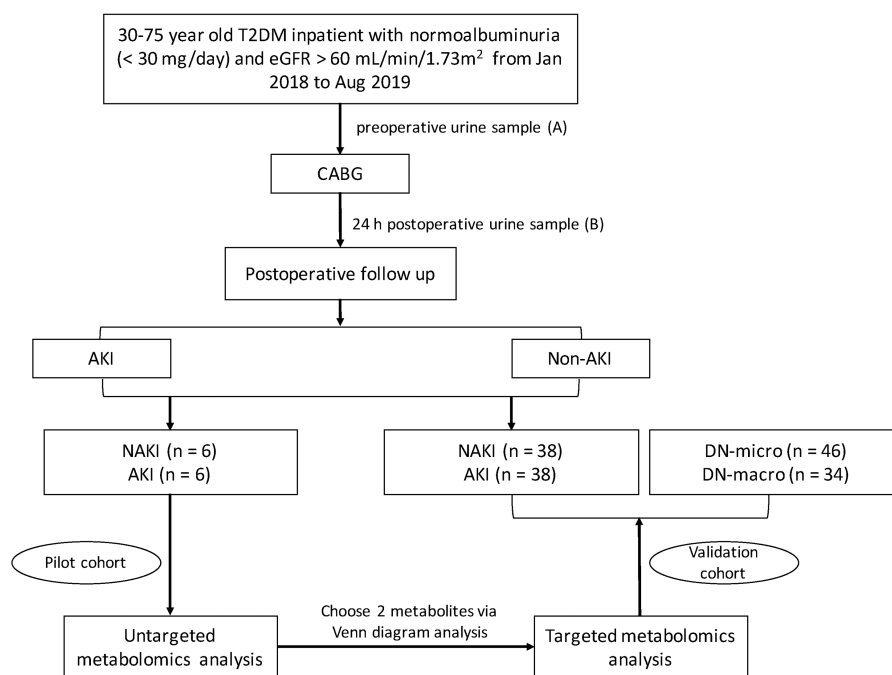 30-75 year old T2DM inpatient with normoalbuminuria
(< 30 mg/day) and eGFR > 60 mL/min/1.73m² from Jan
2018 to Aug 2019
preoperative urine sample (A)
CABG
24 h postoperative urine sample (B)
Postoperative follow up
AKI
Non-AKI
NAKI (n = 6)
AKI (n = 6)
NAKI (n = 38)
AKI (n = 38)
DN-micro (n = 46)
DN-macro (n = 34)
Pilot cohort
Validation
cohort
Choose 2 metabolites via
Venn diagram analysis
Untargeted
metabolomics analysis
Targeted metabolomics
analysis